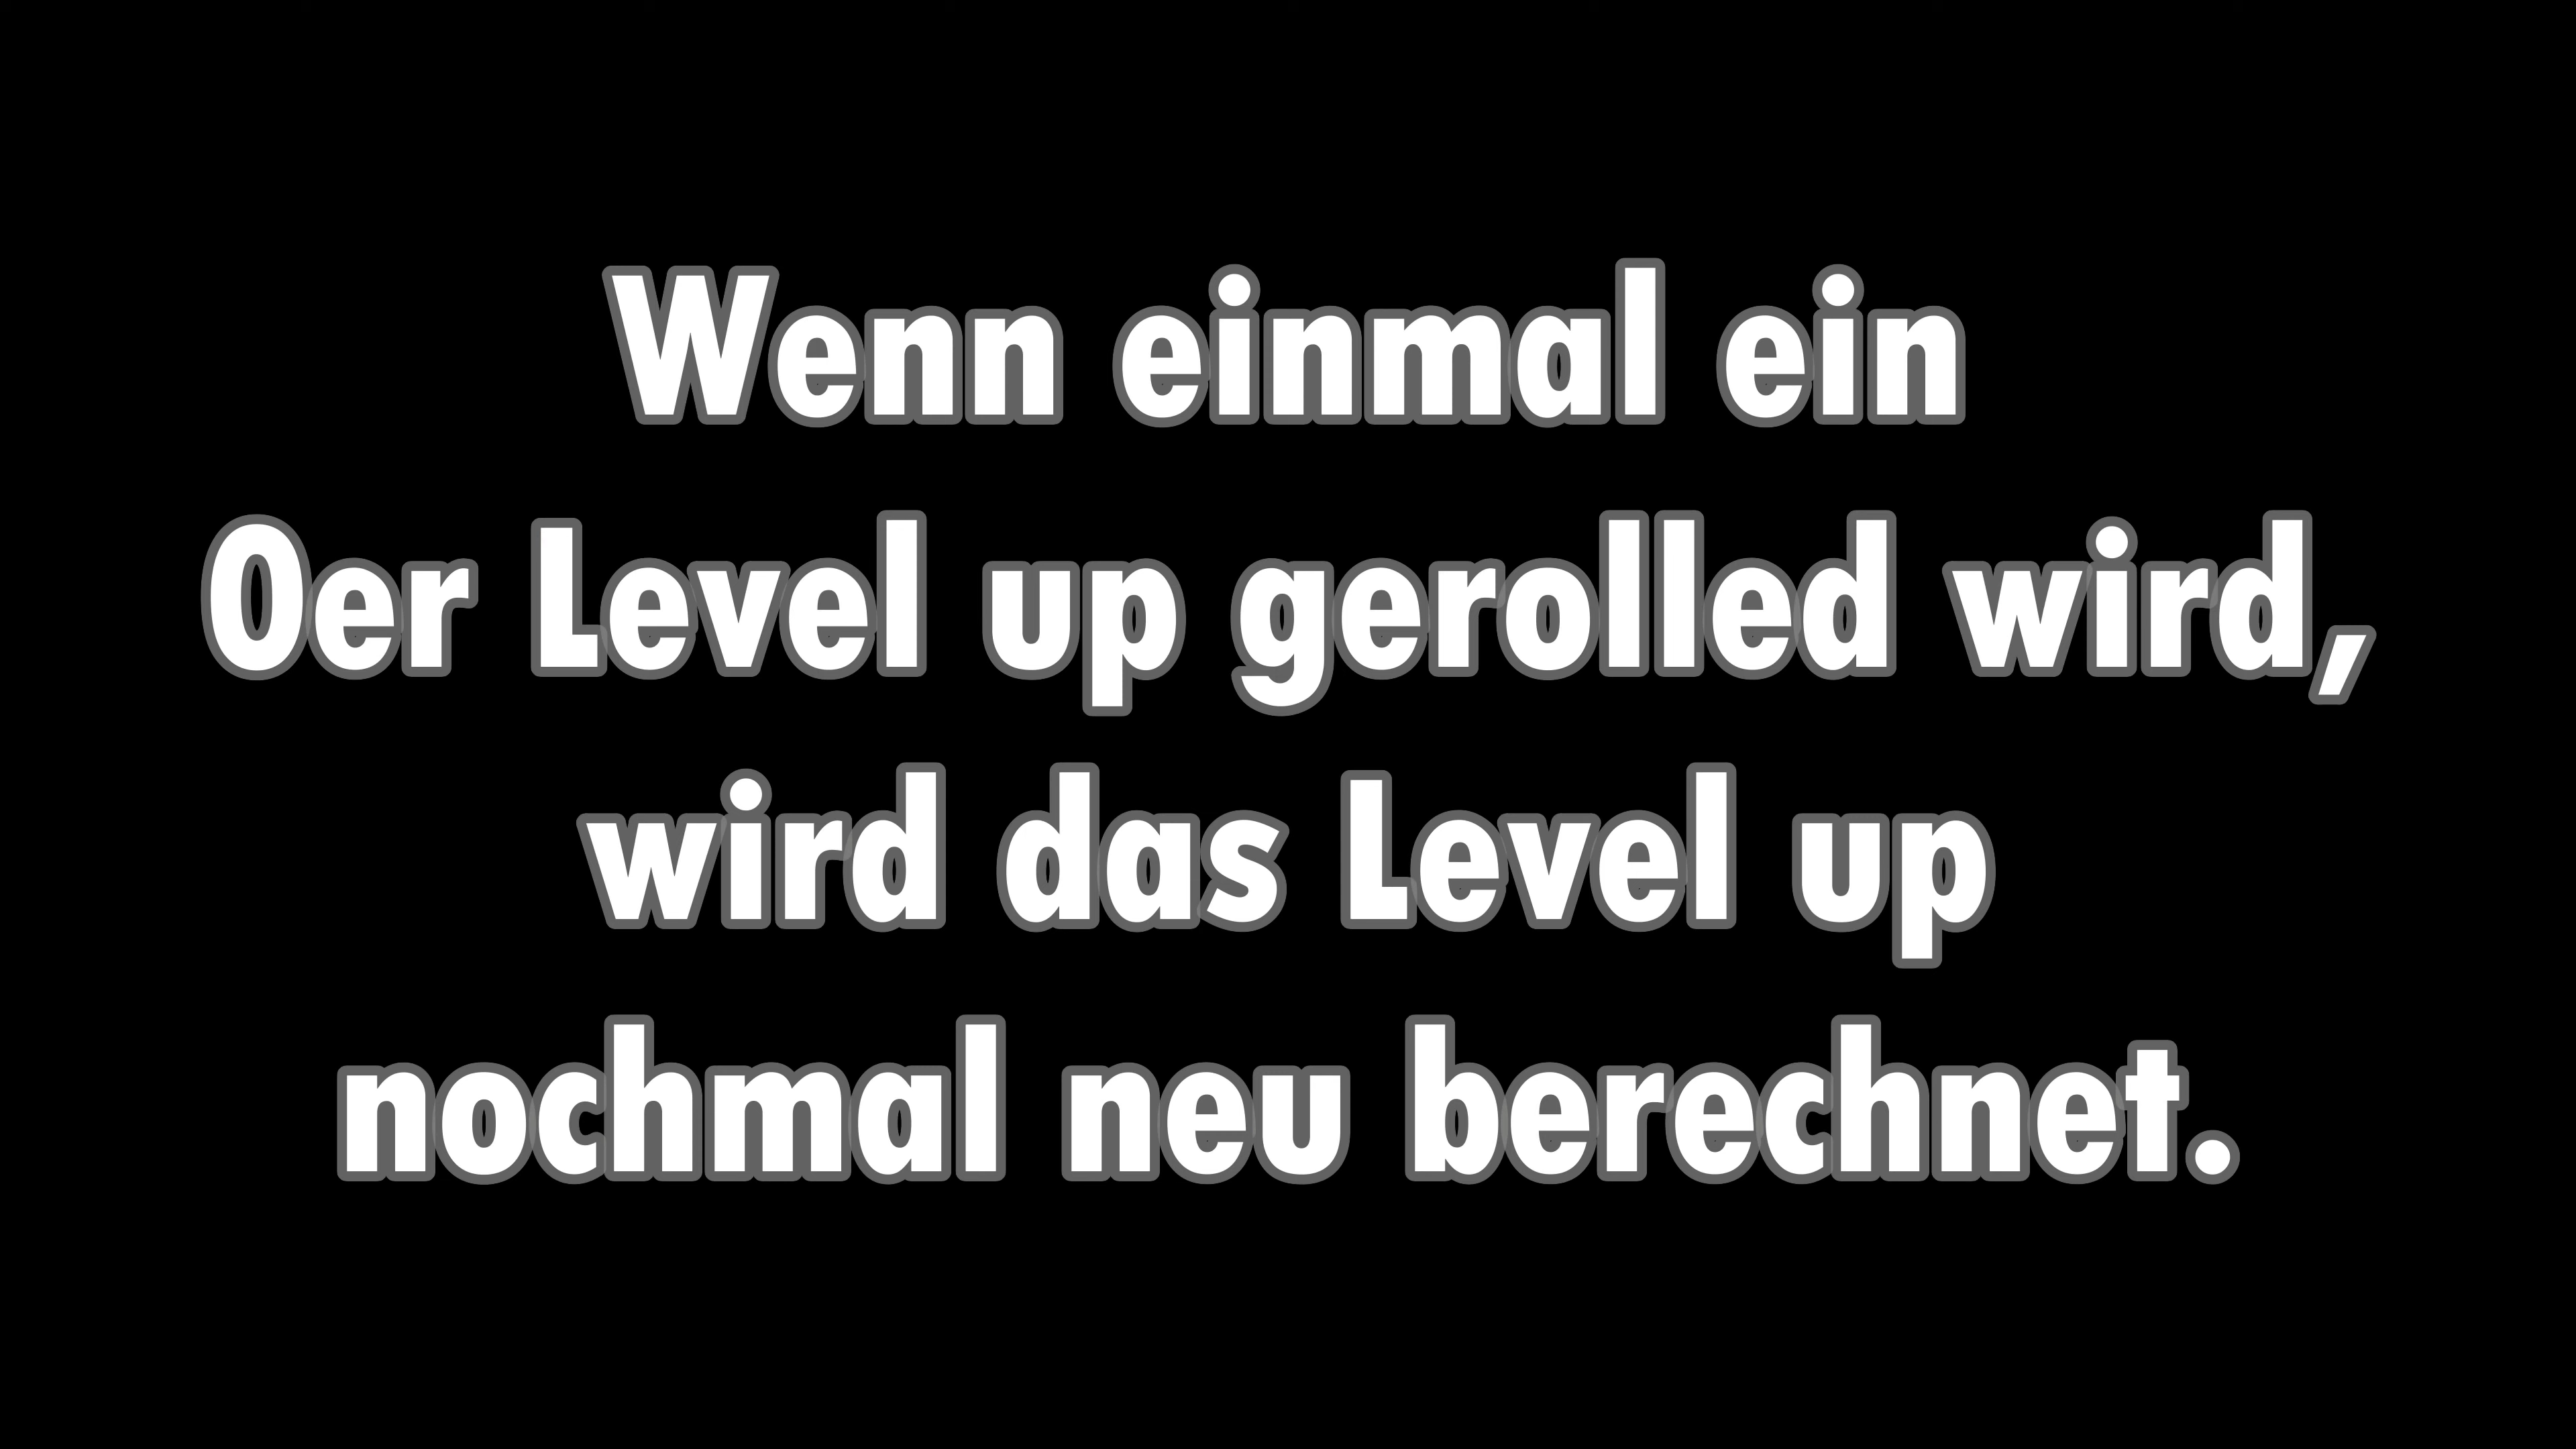 Wenn einmal ein
0er Level up gerolled wird,
wird das Level up
nochmal neu berechnet.